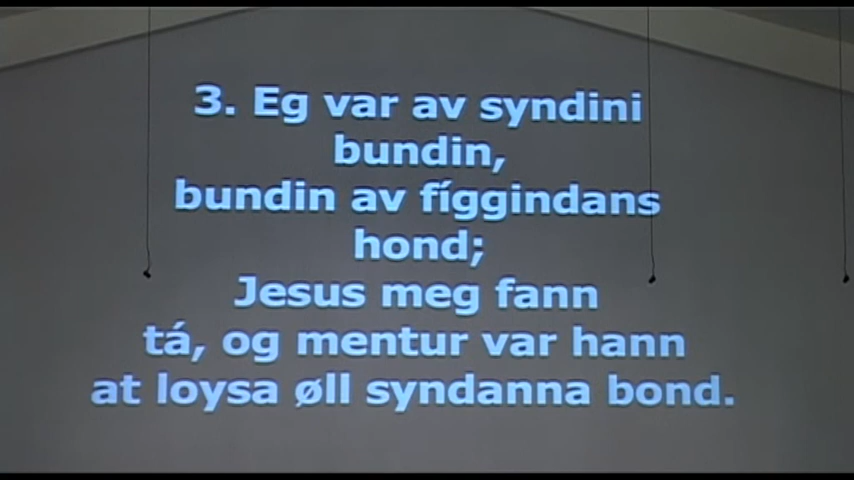 3. Eg var av syndini
bundin,
bundin av fíggindans
hond;
Jesus meg fann
tá, og mentur var hann
at loysa øll syndanna bond.